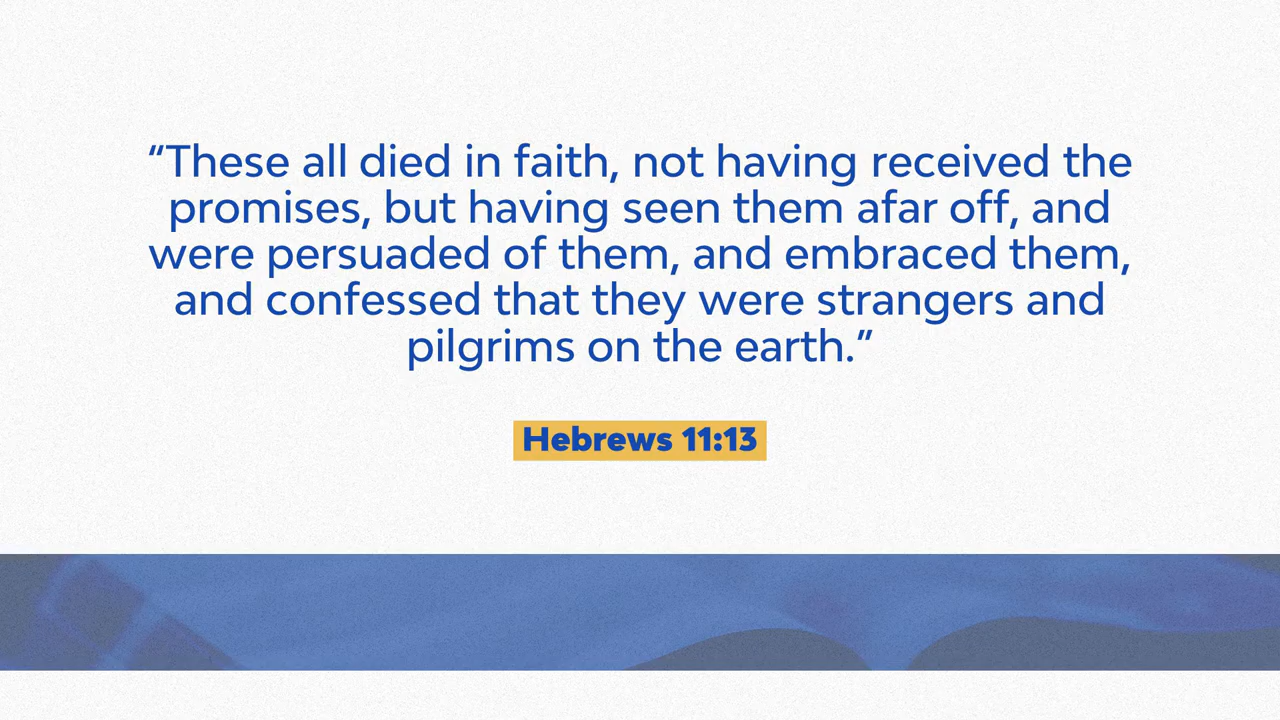 “These all died in faith, not having received the
promises, but having seen them afar off, and
were persuaded of them, and embraced them,
and confessed that they were strangers and
pilgrims on the earth.”
Hebrews 11:13